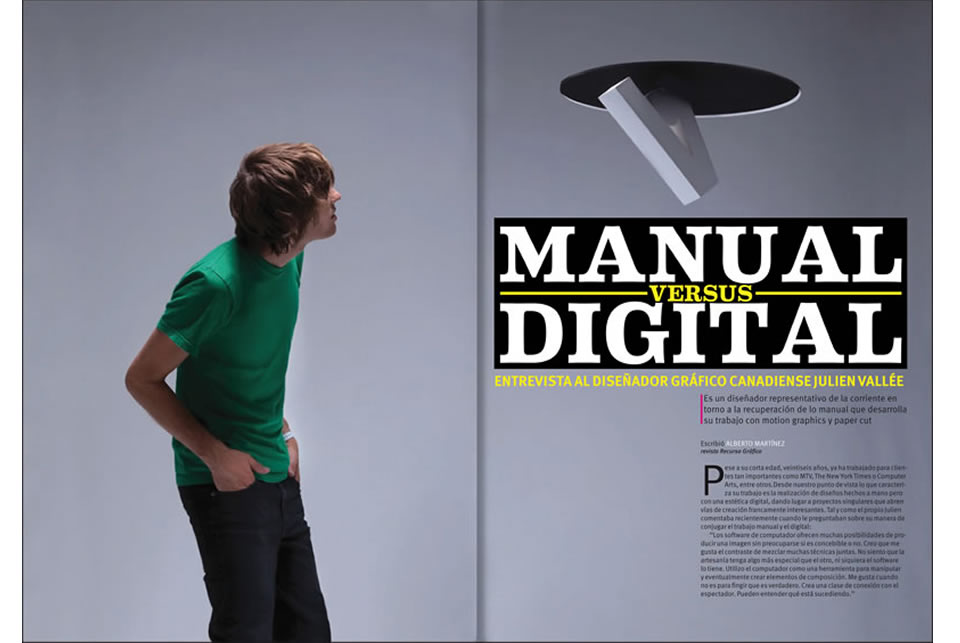 MANUAL
VERSUS
DIGITAL
ENTREVISTA AL DISEÑADOR GRÁFICO CANADIENSE JULIEN VALLÉE
Es un diseñador representativo de la corriente en
torno a la recuperación de lo manual que desarrolla
su trabajo con motion graphics y paper cut
Escribió ALBERTO MARTÍNEZ
revista Recurso Gráfico
Pese a su corta edad, veintiseis años, ya ha trabajado para clien-
tes tan importantes como MTV, The New York Times o Computer
Arts, entre otros. Desde nuestro punto de vista lo que caracteri-
za su trabajo es la realización de diseños hechos a mano pero
con una estética digital, dando lugar a proyectos singulares que abren
vías de creación francamente interesantes. Tal y como el propio Julien
comentaba recientemente cuando le preguntaban sobre su manera de
conjugar el trabajo manual y el digital:
"Los software de computador ofrecen muchas posibilidades de pro-
ducir una imagen sin preocuparse si es concebible o no. Creo que me
gusta el contraste de mezclar muchas técnicas juntas. No siento que la
artesanía tenga algo más especial que el otro, ni siquiera el software
lo tiene. Utilizo el computador como una herramienta para manipular
y eventualmente crear elementos de composición. Me gusta cuando
no es para fingir que es verdadero. Crea una clase de conexión con el
espectador. Pueden entender qué está sucediendo."